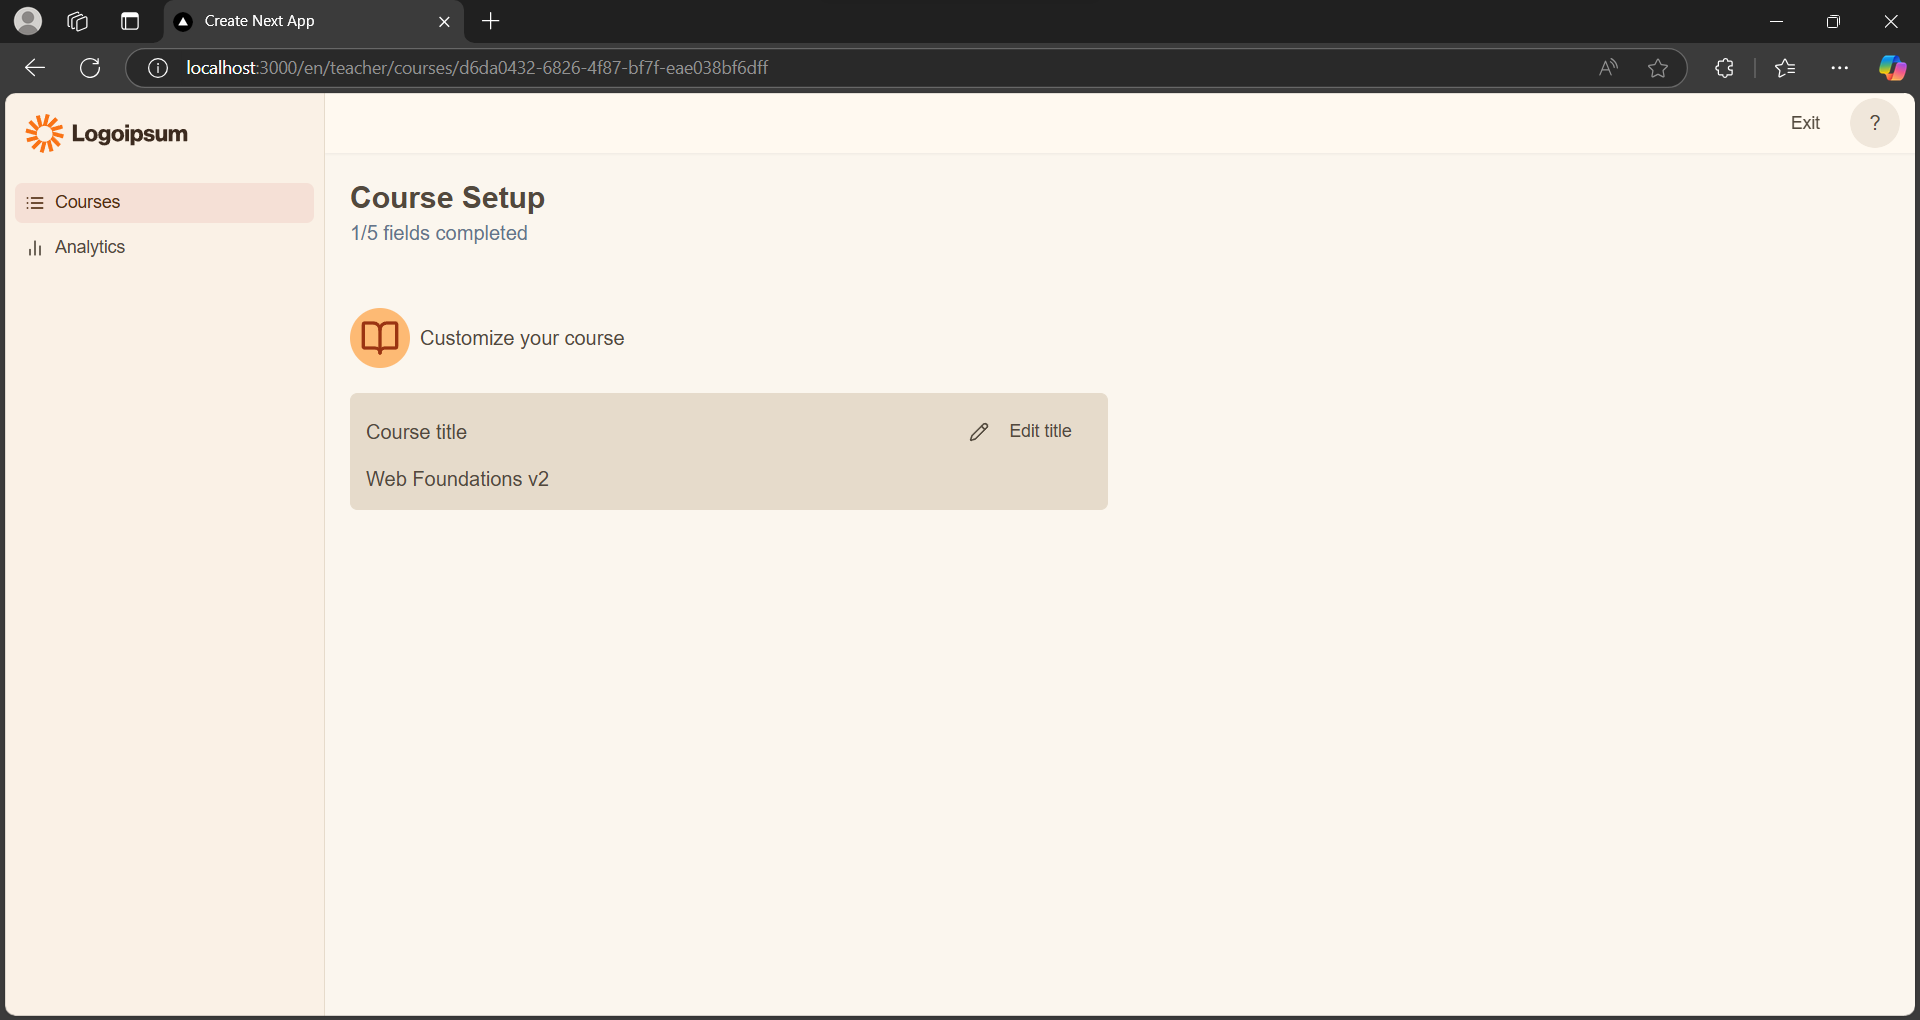 Create Next App
localhost:3000/en/teacher/courses/d6da0432-6826-4f87-bf7f-eae038bf6dff
Logoipsum
Exit
?
Courses
Analytics
Course Setup
1/5 fields completed
Customize your course
Course title
Edit title
Web Foundations v2